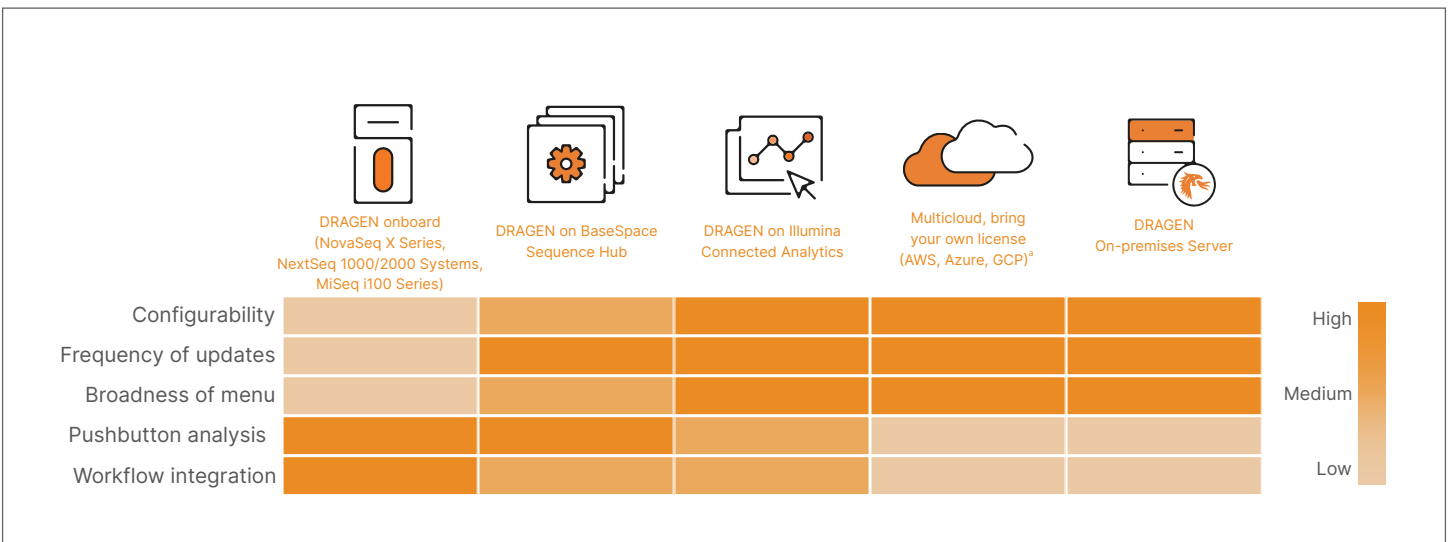 DRAGEN onboard
(NovaSeq X Series,
NextSeq 1000/2000 Systems,
MiSeq i100 Series)
DRAGEN on BaseSpace
Sequence Hub
DRAGEN on Illumina
Connected Analytics
Multicloud, bring
your own license
(AWS, Azure, GCP)ᵃ
DRAGEN
On-premises Server
Configurability
Frequency of updates
Broadness of menu
Pushbutton analysis
Workflow integration
High
Medium
Low